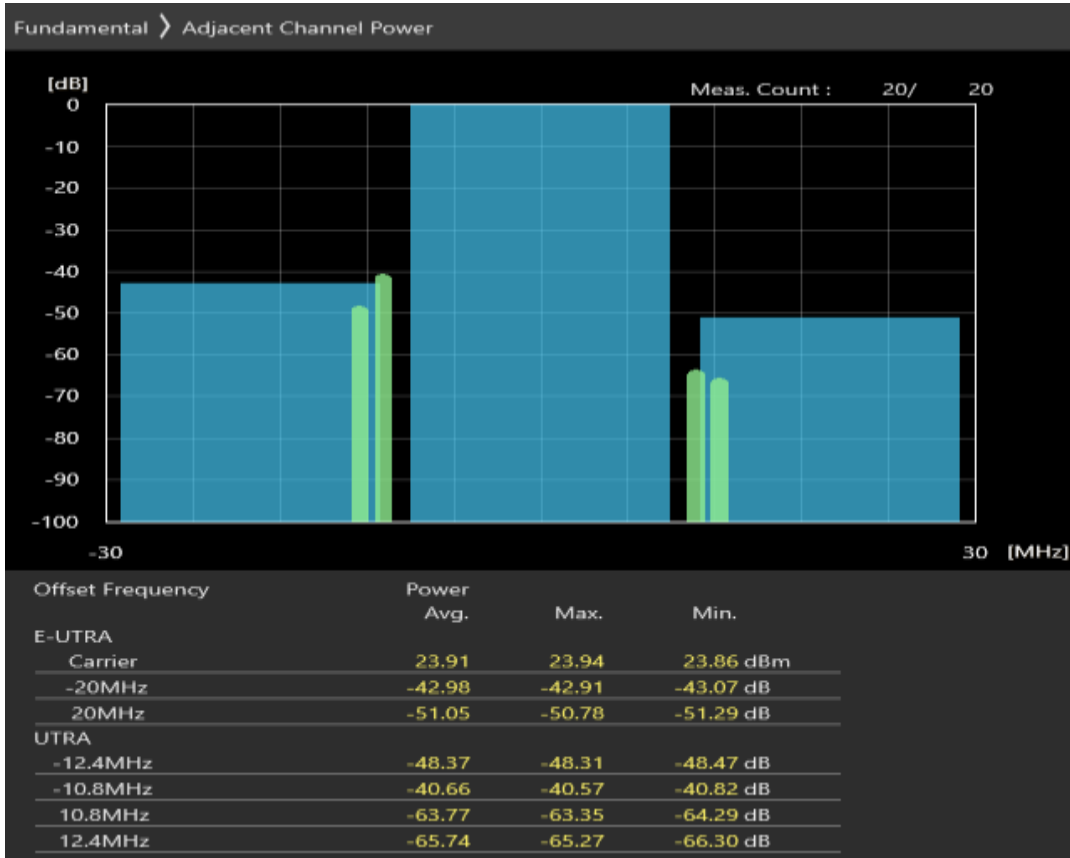 Fundamental 》 Adjacent Channel Power
[dB]
Meas. Count : 20/ 20
0
-10
-20
-30
-40
-50
-60
-70
-80
-90
-100
-30 30 [MHz]
Offset Frequency Power
Avg. Max. Min.
E-UTRA
Carrier 23.91 23.94 23.86 dBm
-20MHz -42.98 -42.91 -43.07 dB
20MHz -51.05 -50.78 -51.29 dB
UTRA
-12.4MHz -48.37 -48.31 -48.47 dB
-10.8MHz -40.66 -40.57 -40.82 dB
10.8MHz -63.77 -63.35 -64.29 dB
12.4MHz -65.74 -65.27 -66.30 dB